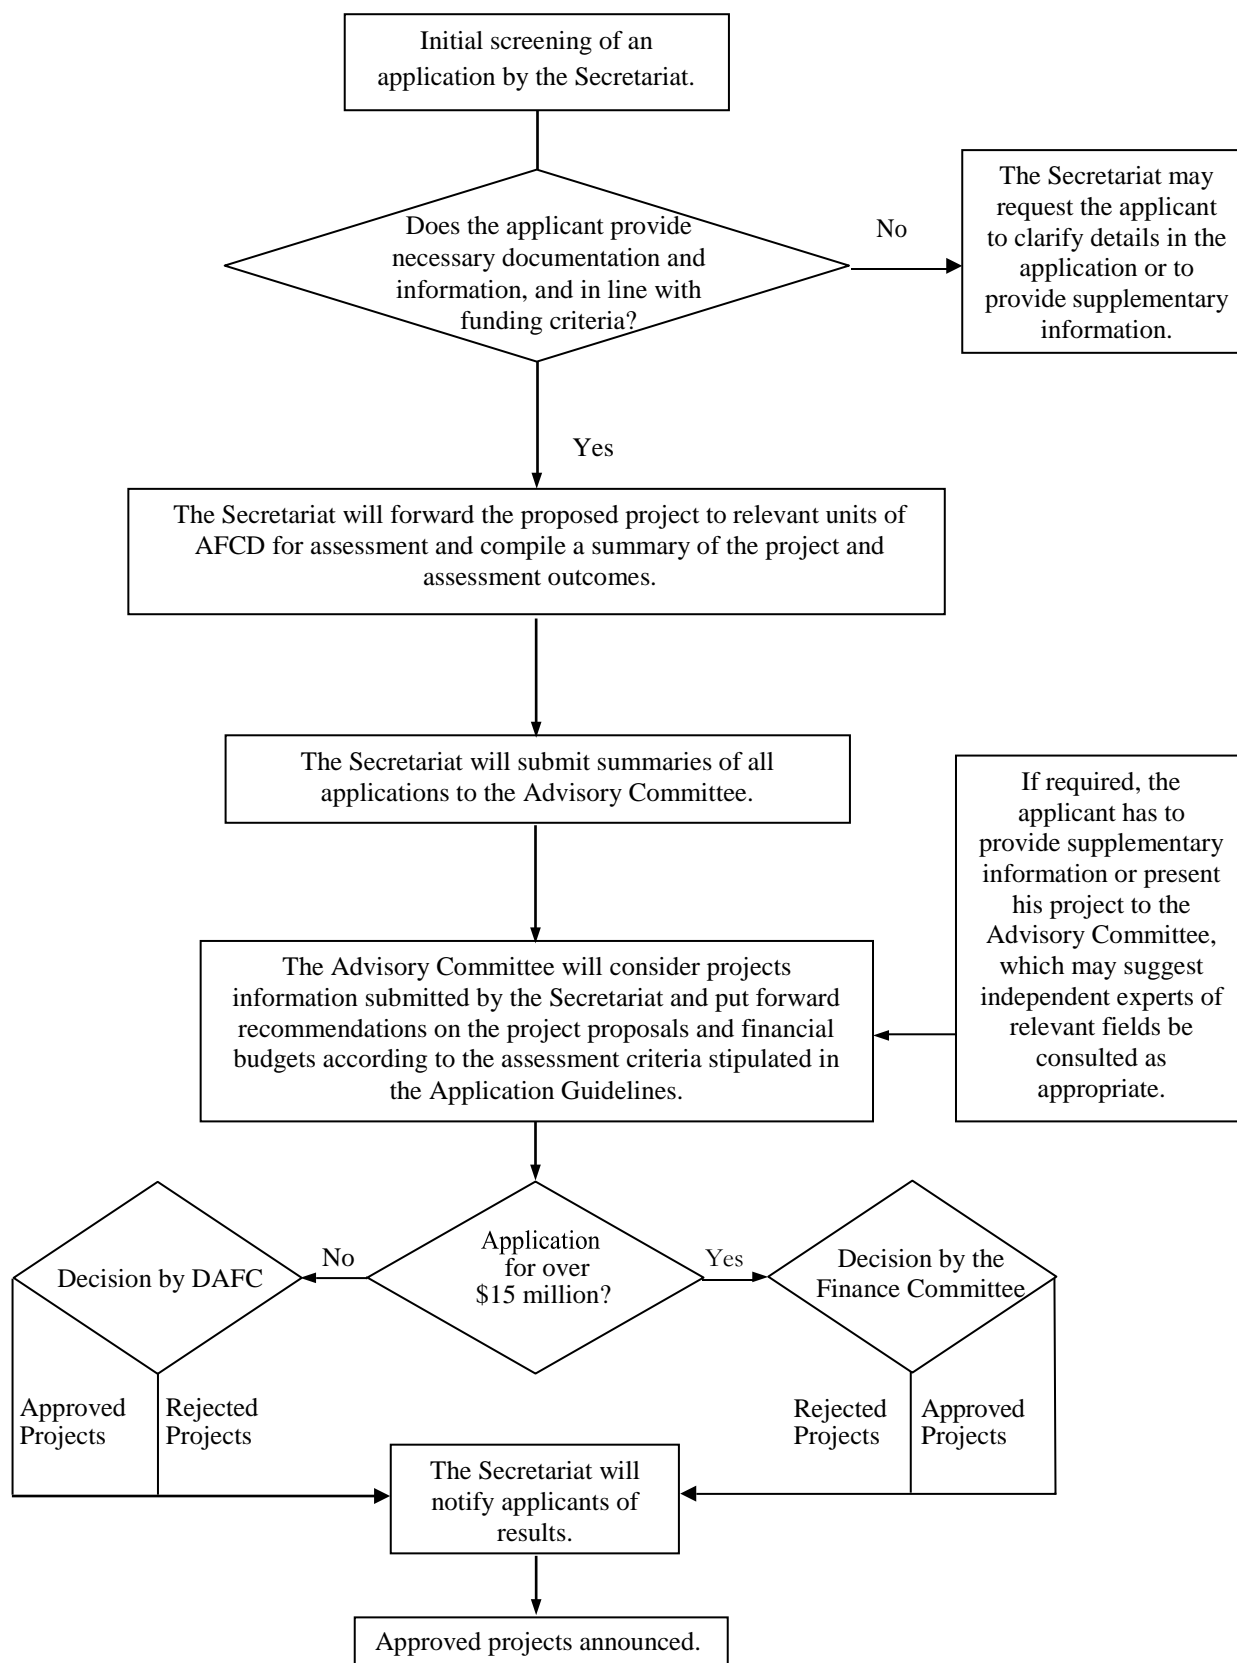 Initial screening of an
application by the Secretariat.
Does the applicant provide
necessary documentation and
information, and in line with
funding criteria?
No
The Secretariat may
request the applicant
to clarify details in the
application or to
provide supplementary
information.
Yes
The Secretariat will forward the proposed project to relevant units of
AFCD for assessment and compile a summary of the project and
assessment outcomes.
The Secretariat will submit summaries of all
applications to the Advisory Committee.
If required, the
applicant has to
provide supplementary
information or present
his project to the
Advisory Committee,
which may suggest
independent experts of
relevant fields be
consulted as
appropriate.
The Advisory Committee will consider projects
information submitted by the Secretariat and put forward
recommendations on the project proposals and financial
budgets according to the assessment criteria stipulated in
the Application Guidelines.
Application
for over
$15 million?
No
Yes
Decision by DAFC
Decision by the
Finance Committee
Approved
Projects
Rejected
Projects
Rejected
Projects
Approved
Projects
The Secretariat will
notify applicants of
results.
Approved projects announced.